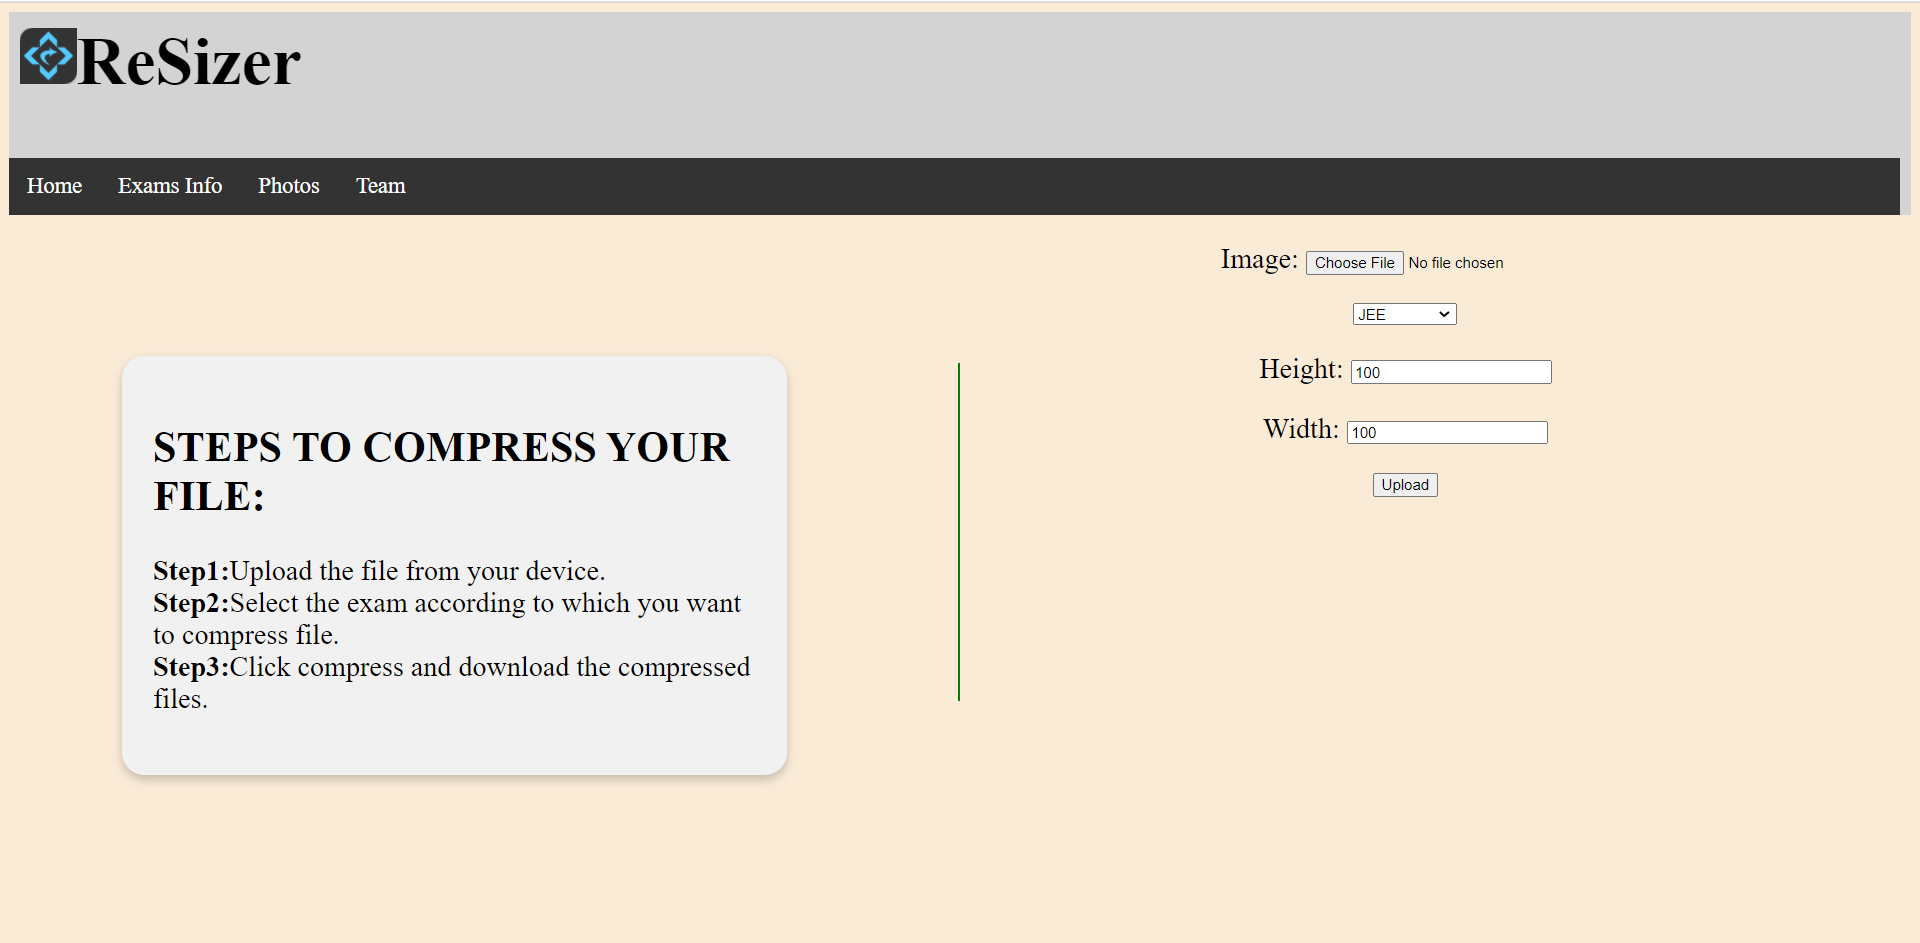 ReSizer
Home Exams Info Photos Team
Image: Choose File No file chosen
JEE
Height: 100
Width: 100
Upload
STEPS TO COMPRESS YOUR
FILE:
Step1:Upload the file from your device.
Step2:Select the exam according to which you want
to compress file.
Step3:Click compress and download the compressed
files.